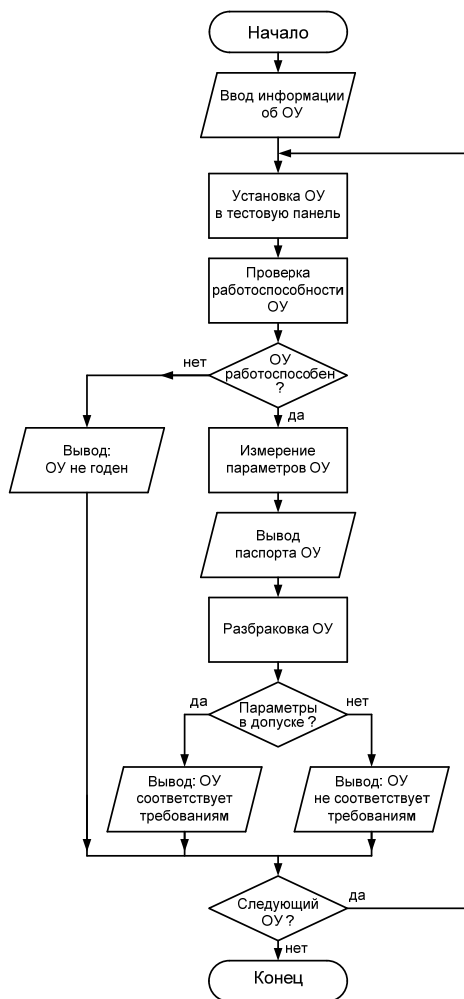 Начало
Ввод информации
об ОУ
Установка ОУ
в тестовую панель
Проверка
работоспособности
ОУ
нет
ОУ
работоспособен
?
да
Вывод:
ОУ не годен
Измерение
параметров ОУ
Вывод
паспорта ОУ
Разбраковка ОУ
да
Параметры
в допуске ?
нет
Вывод: ОУ
соответствует
требованиям
Вывод: ОУ
не соответствует
требованиям
Следующий
ОУ ?
да
нет
Конец